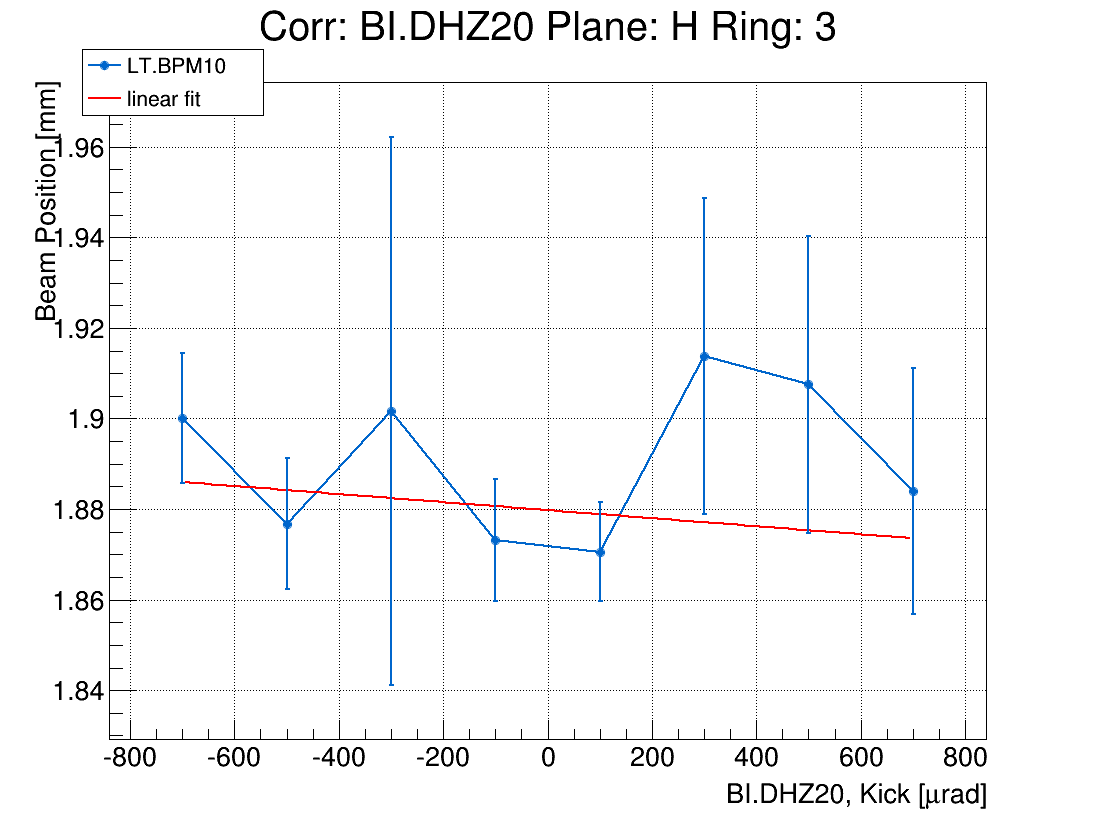 Corr: BI.DHZ20 Plane: H Ring: 3
LT.BPM10
linear fit
Beam Position [mm]
1.96
1.94
1.92
1.9
1.88
1.86
1.84
-800 -600 -400 -200 0 200 400 600 800
BI.DHZ20, Kick [μrad]